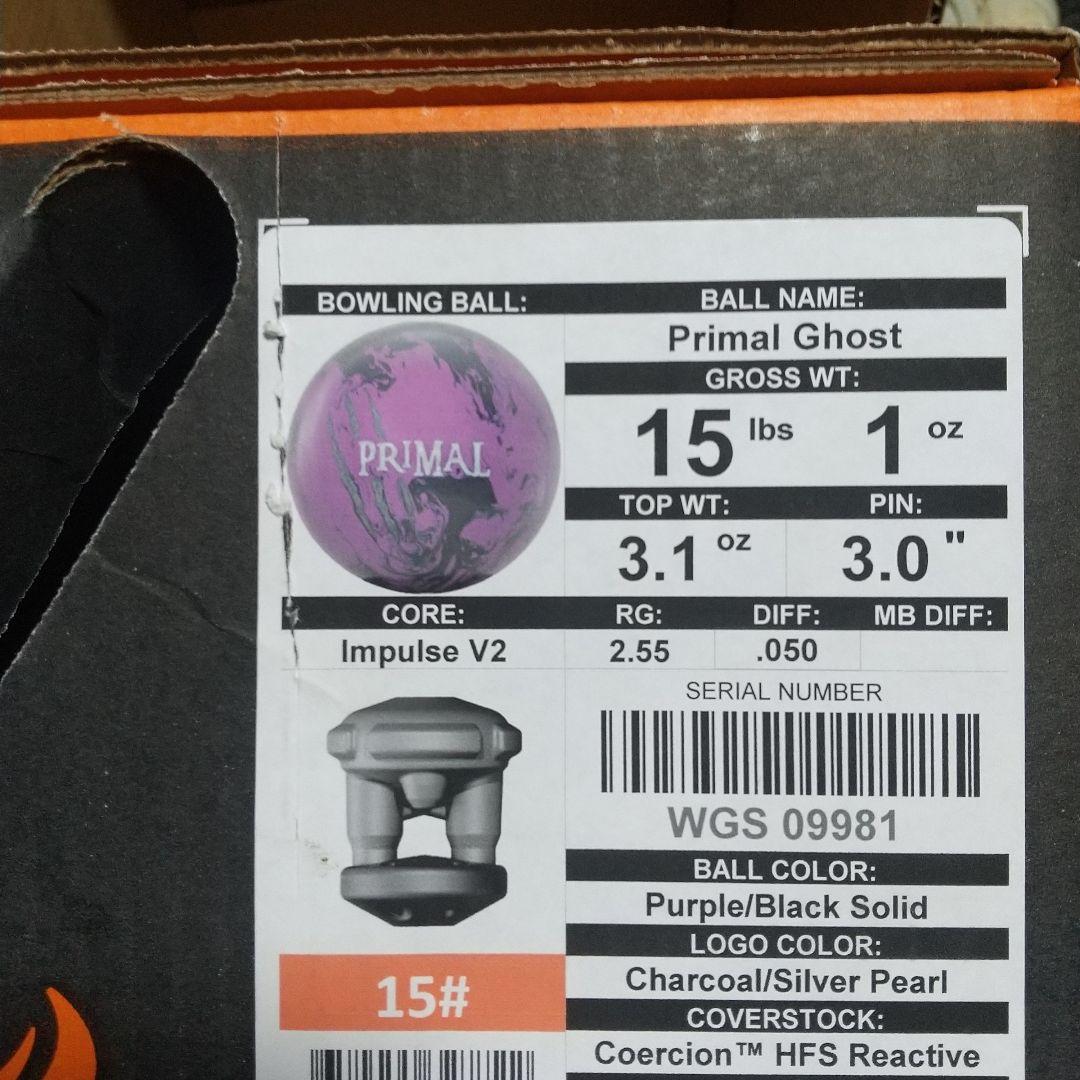 BOWLING BALL:
BALL NAME:
Primal Ghost
PRIMAL
GROSS WT:
15 lbs 1 oz
TOP WT: PIN:
3.1 oz 3.0 "
CORE: RG: DIFF: MB DIFF:
Impulse V2 2.55 .050
SERIAL NUMBER
WGS 09981
BALL COLOR:
Purple/Black Solid
LOGO COLOR:
Charcoal/Silver Pearl
15#
COVERSTOCK:
Coercion™ HFS Reactive